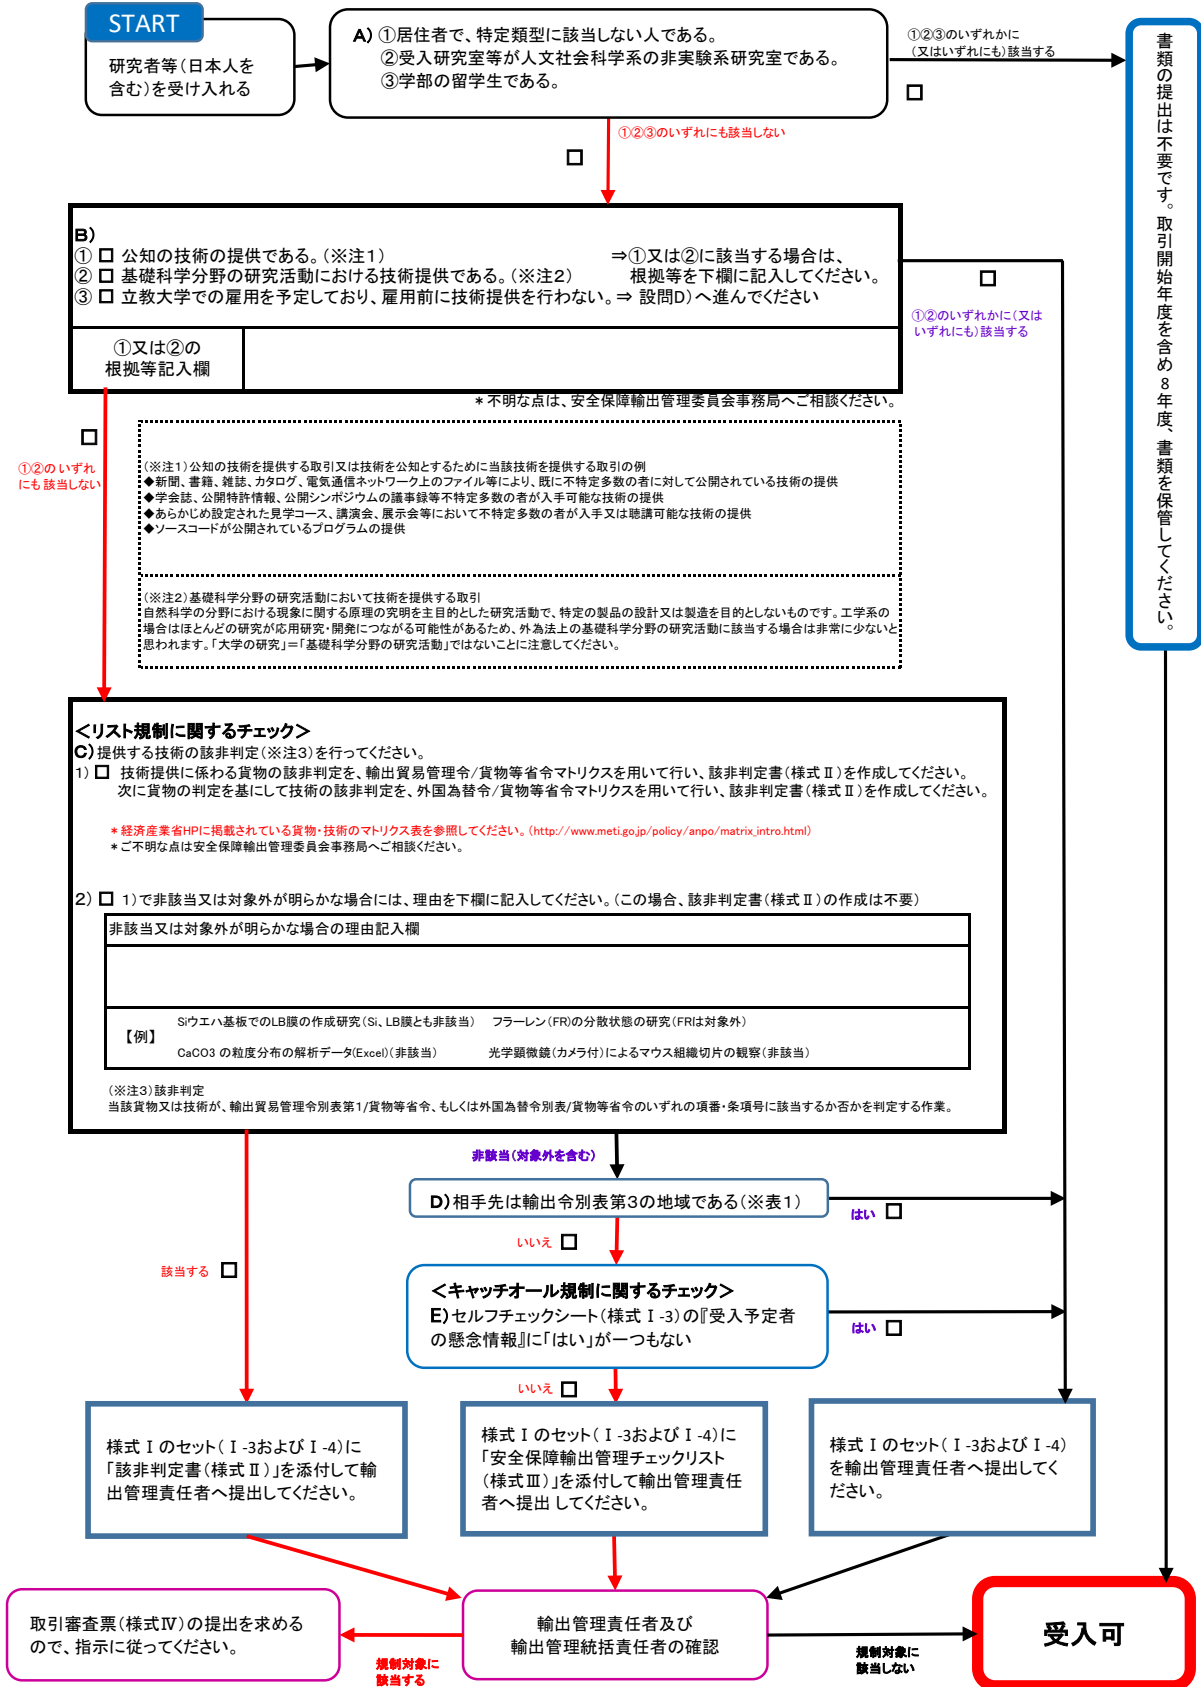 START
研究者等(日本人を
含む)を受け入れる
A) ①居住者で、特定類型に該当しない人である。
②受入研究室等が人文社会科学系の非実験系研究室である。
③学部の留学生である。
①②③のいずれかに
(又はいずれにも)該当する
□
書類の提出は不要です。取引開始年度を含め8年度、書類を保管してください。
①②③のいずれにも該当しない
□
B)
① □ 公知の技術の提供である。(※注1) ⇒①又は②に該当する場合は、
② □ 基礎科学分野の研究活動における技術提供である。(※注2) 根拠等を下欄に記入してください。
③ □ 立教大学での雇用を予定しており、雇用前に技術提供を行わない。⇒ 設問D)へ進んでください
①又は②の
根拠等記入欄
□
①②のいずれかに(又は
いずれにも)該当する
*不明な点は、安全保障輸出管理委員会事務局へご相談ください。
□
①②のいずれ
にも該当しない
(※注1)公知の技術を提供する取引又は技術を公知とするために当該技術を提供する取引の例
◆新聞、書籍、雑誌、カタログ、電気通信ネットワーク上のファイル等により、既に不特定多数の者に対して公開されている技術の提供
◆学会誌、公開特許情報、公開シンポジウムの議事録等不特定多数の者が入手可能な技術の提供
◆あらかじめ設定された見学コース、講演会、展示会等において不特定多数の者が入手又は聴講可能な技術の提供
◆ソースコードが公開されているプログラムの提供
(※注2)基礎科学分野の研究活動において技術を提供する取引
自然科学の分野における現象に関する原理の究明を主目的とした研究活動で、特定の製品の設計又は製造を目的としないものです。工学系の
場合はほとんどの研究が応用研究・開発につながる可能性があるため、外為法上の基礎科学分野の研究活動に該当する場合は非常に少ないと
思われます。「大学の研究」=「基礎科学分野の研究活動」ではないことに注意してください。
<リスト規制に関するチェック>
C)提供する技術の該非判定(※注3)を行ってください。
1) □ 技術提供に係わる貨物の該非判定を、輸出貿易管理令/貨物等省令マトリクスを用いて行い、該非判定書(様式Ⅱ)を作成してください。
次に貨物の判定を基にして技術の該非判定を、外国為替令/貨物等省令マトリクスを用いて行い、該非判定書(様式Ⅱ)を作成してください。
*経済産業省HPに掲載されている貨物・技術のマトリクス表を参照してください。(http://www.meti.go.jp/policy/anpo/matrix_intro.html)
*ご不明な点は安全保障輸出管理委員会事務局へご相談ください。
2) □ 1)で非該当又は対象外が明らかな場合には、理由を下欄に記入してください。(この場合、該非判定書(様式Ⅱ)の作成は不要)
非該当又は対象外が明らかな場合の理由記入欄
【例】
Siウエハ基板でのLB膜の作成研究(Si、LB膜とも非該当) フラーレン(FR)の分散状態の研究(FRは対象外)
CaCO3 の粒度分布の解析データ(Excel)(非該当) 光学顕微鏡(カメラ付)によるマウス組織切片の観察(非該当)
(※注3)該非判定
当該貨物又は技術が、輸出貿易管理令別表第1/貨物等省令、もしくは外国為替令別表/貨物等省令のいずれの項番・条項号に該当するか否かを判定する作業。
非該当(対象外を含む)
D)相手先は輸出令別表第3の地域である(※表1)
はい □
いいえ □
該当する □
<キャッチオール規制に関するチェック>
E)セルフチェックシート(様式Ⅰ-3)の『受入予定者
の懸念情報』に「はい」が一つもない
はい □
いいえ □
様式Ⅰのセット(Ⅰ-3およびⅠ-4)に
「該非判定書(様式Ⅱ)」を添付して輸
出管理責任者へ提出してください。
様式Ⅰのセット(Ⅰ-3およびⅠ-4)に
「安全保障輸出管理チェックリスト
(様式Ⅲ)」を添付して輸出管理責任
者へ提出 してください。
様式Ⅰのセット(Ⅰ-3およびⅠ-4)
を輸出管理責任者へ提出してく
ださい。
取引審査票(様式Ⅳ)の提出を求める
ので、指示に従ってください。
規制対象に
該当する
輸出管理責任者及び
輸出管理統括責任者の確認
規制対象に
該当しない
受入可